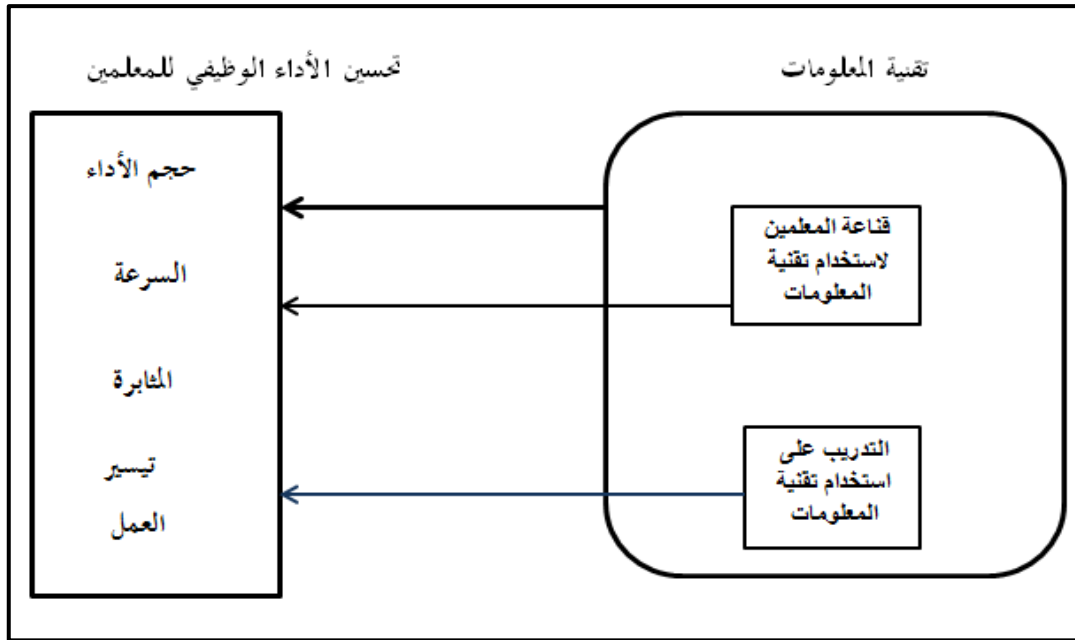 تقنية المعلومات
تحسين الأداء الوظيفي للمعلمين
قناعة المعلمين
لاستخدام تقنية
المعلومات
التدريب على
استخدام تقنية
المعلومات
حجم الأداء
السرعة
المثابرة
تيسير
العمل